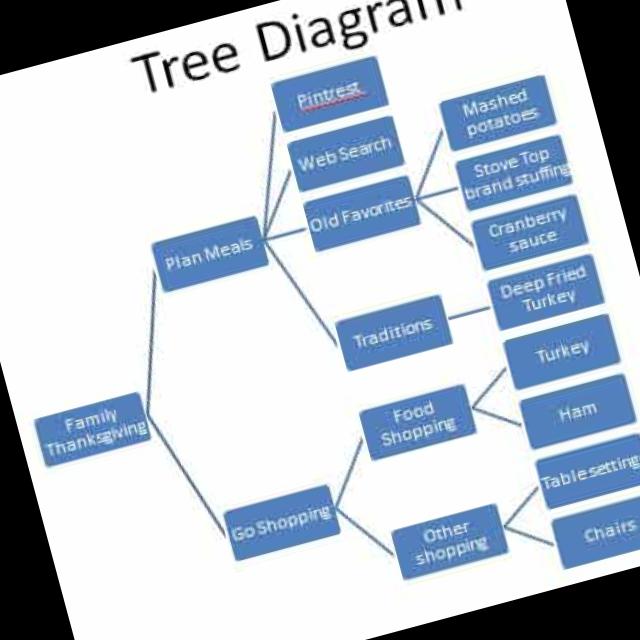 Tree Diagram
Pintrest
Web Search
Old Favorites
Mashed
potatoes
Stove Top
brand stuffing
Cranberry
sauce
Plan Meals
Traditions
Deep Fried
Turkey
Family
Thanksgiving
Food
Shopping
Turkey
Ham
Go Shopping
Other
shopping
Table setting
Chairs